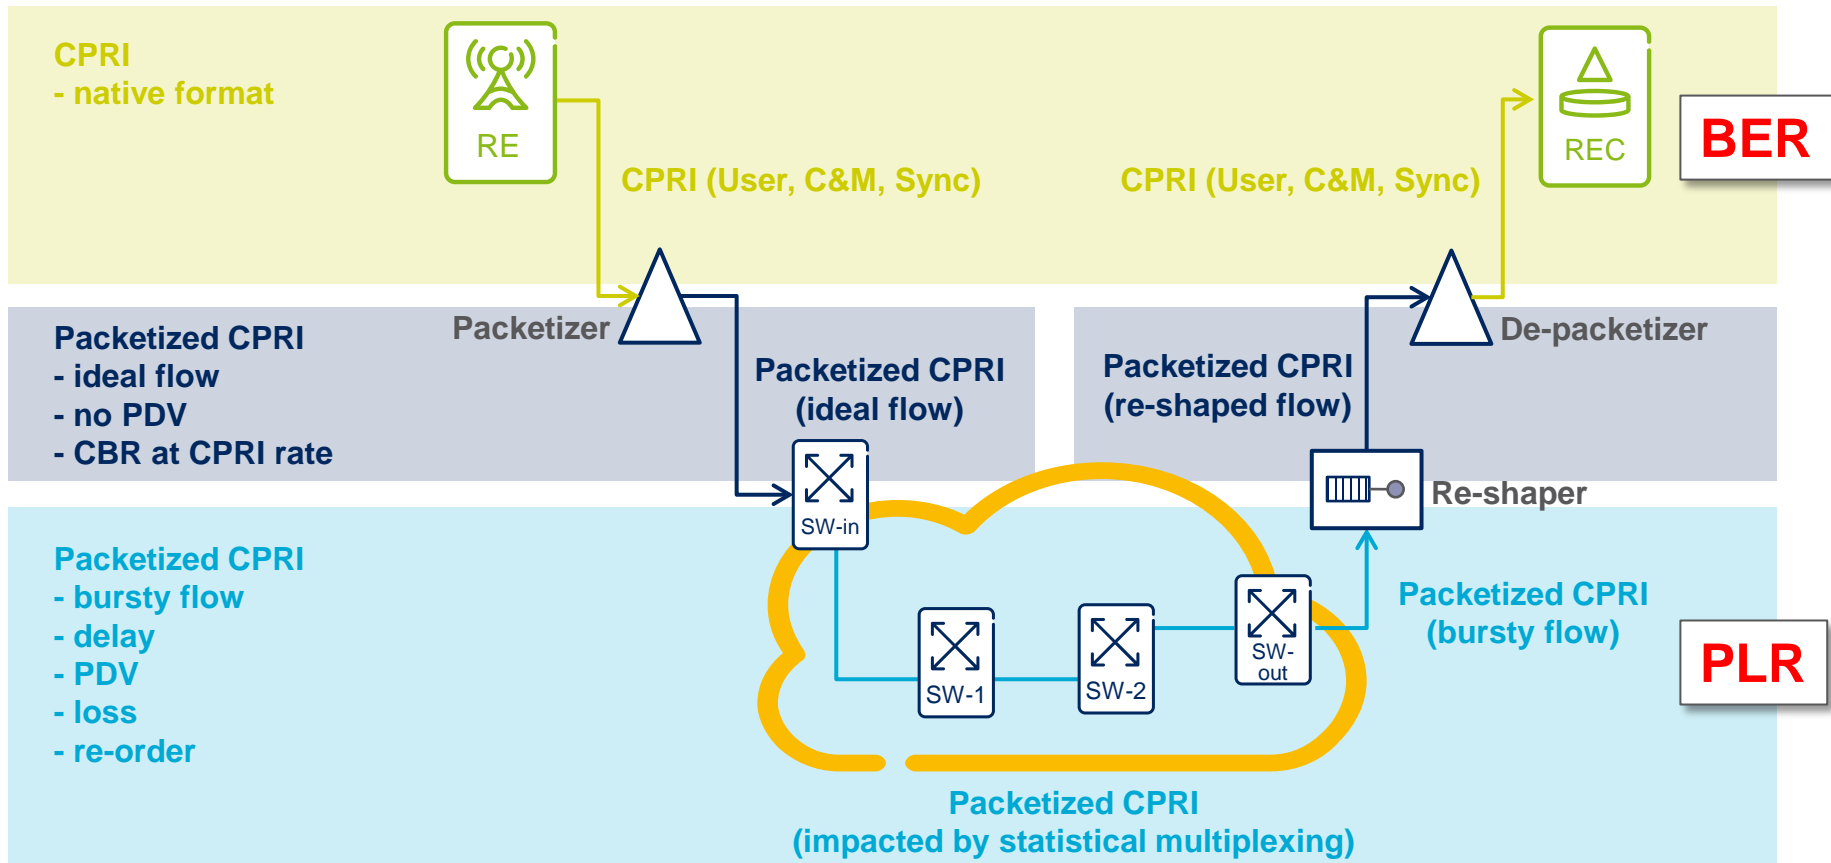 CPRI
- native format
RE
CPRI (User, C&M, Sync)
CPRI (User, C&M, Sync)
REC
BER
Packetizer
De-packetizer
Packetized CPRI
- ideal flow
- no PDV
- CBR at CPRI rate
Packetized CPRI
(ideal flow)
Packetized CPRI
(re-shaped flow)
SW-in
Re-shaper
Packetized CPRI
- bursty flow
- delay
- PDV
- loss
- re-order
SW-1
SW-2
SW-
out
Packetized CPRI
(bursty flow)
PLR
Packetized CPRI
(impacted by statistical multiplexing)